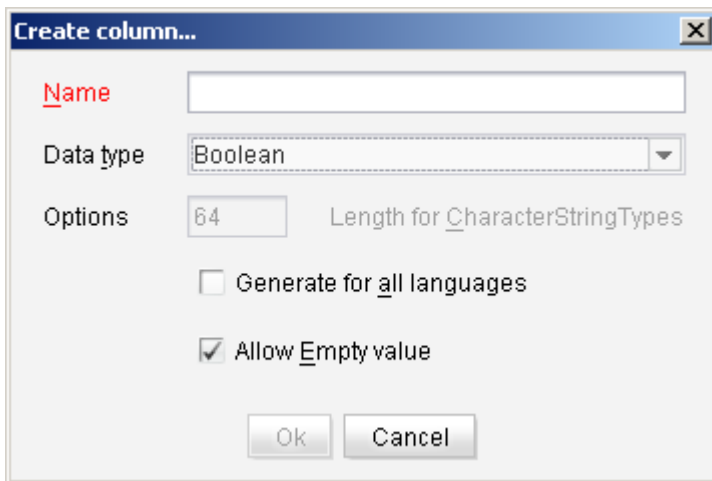 Create column...
Name
Data type Boolean
Options 64 Length for CharacterStringTypes
Generate for all languages
Allow Empty value
Ok Cancel